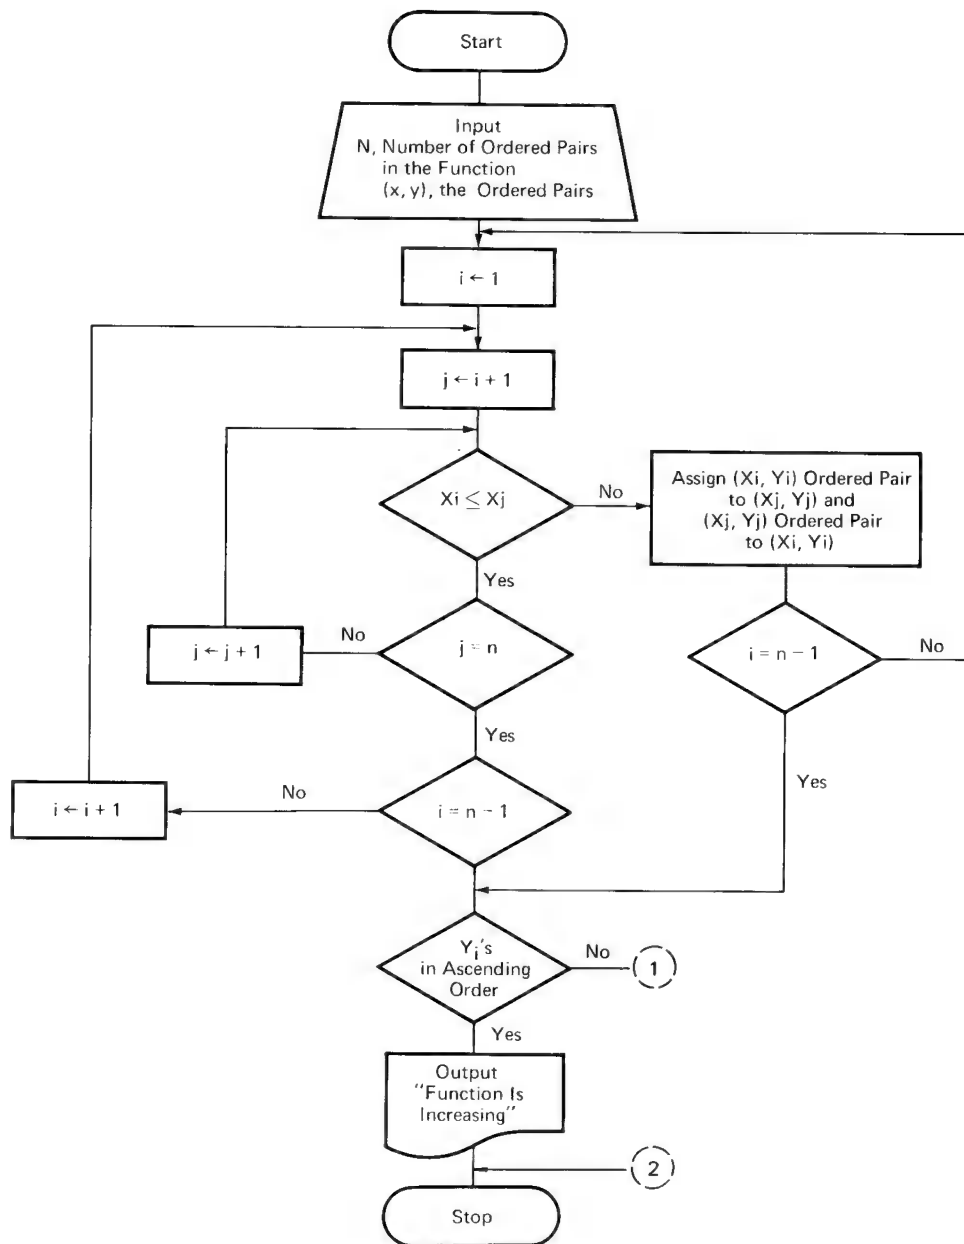 Start
Input
N, Number of Ordered Pairs
in the Function
(x, y), the Ordered Pairs
i ← 1
j ← i + 1
Xi ≤ Xj
No
Assign (Xi, Yi) Ordered Pair
to (Xj, Yj) and
(Xj, Yj) Ordered Pair
to (Xi, Yi)
Yes
j ← j + 1
No
j = n
i = n − 1
No
Yes
Yes
i ← i + 1
No
i = n − 1
Yi's
in Ascending
Order
No
1
Yes
Output
"Function Is
Increasing"
2
Stop